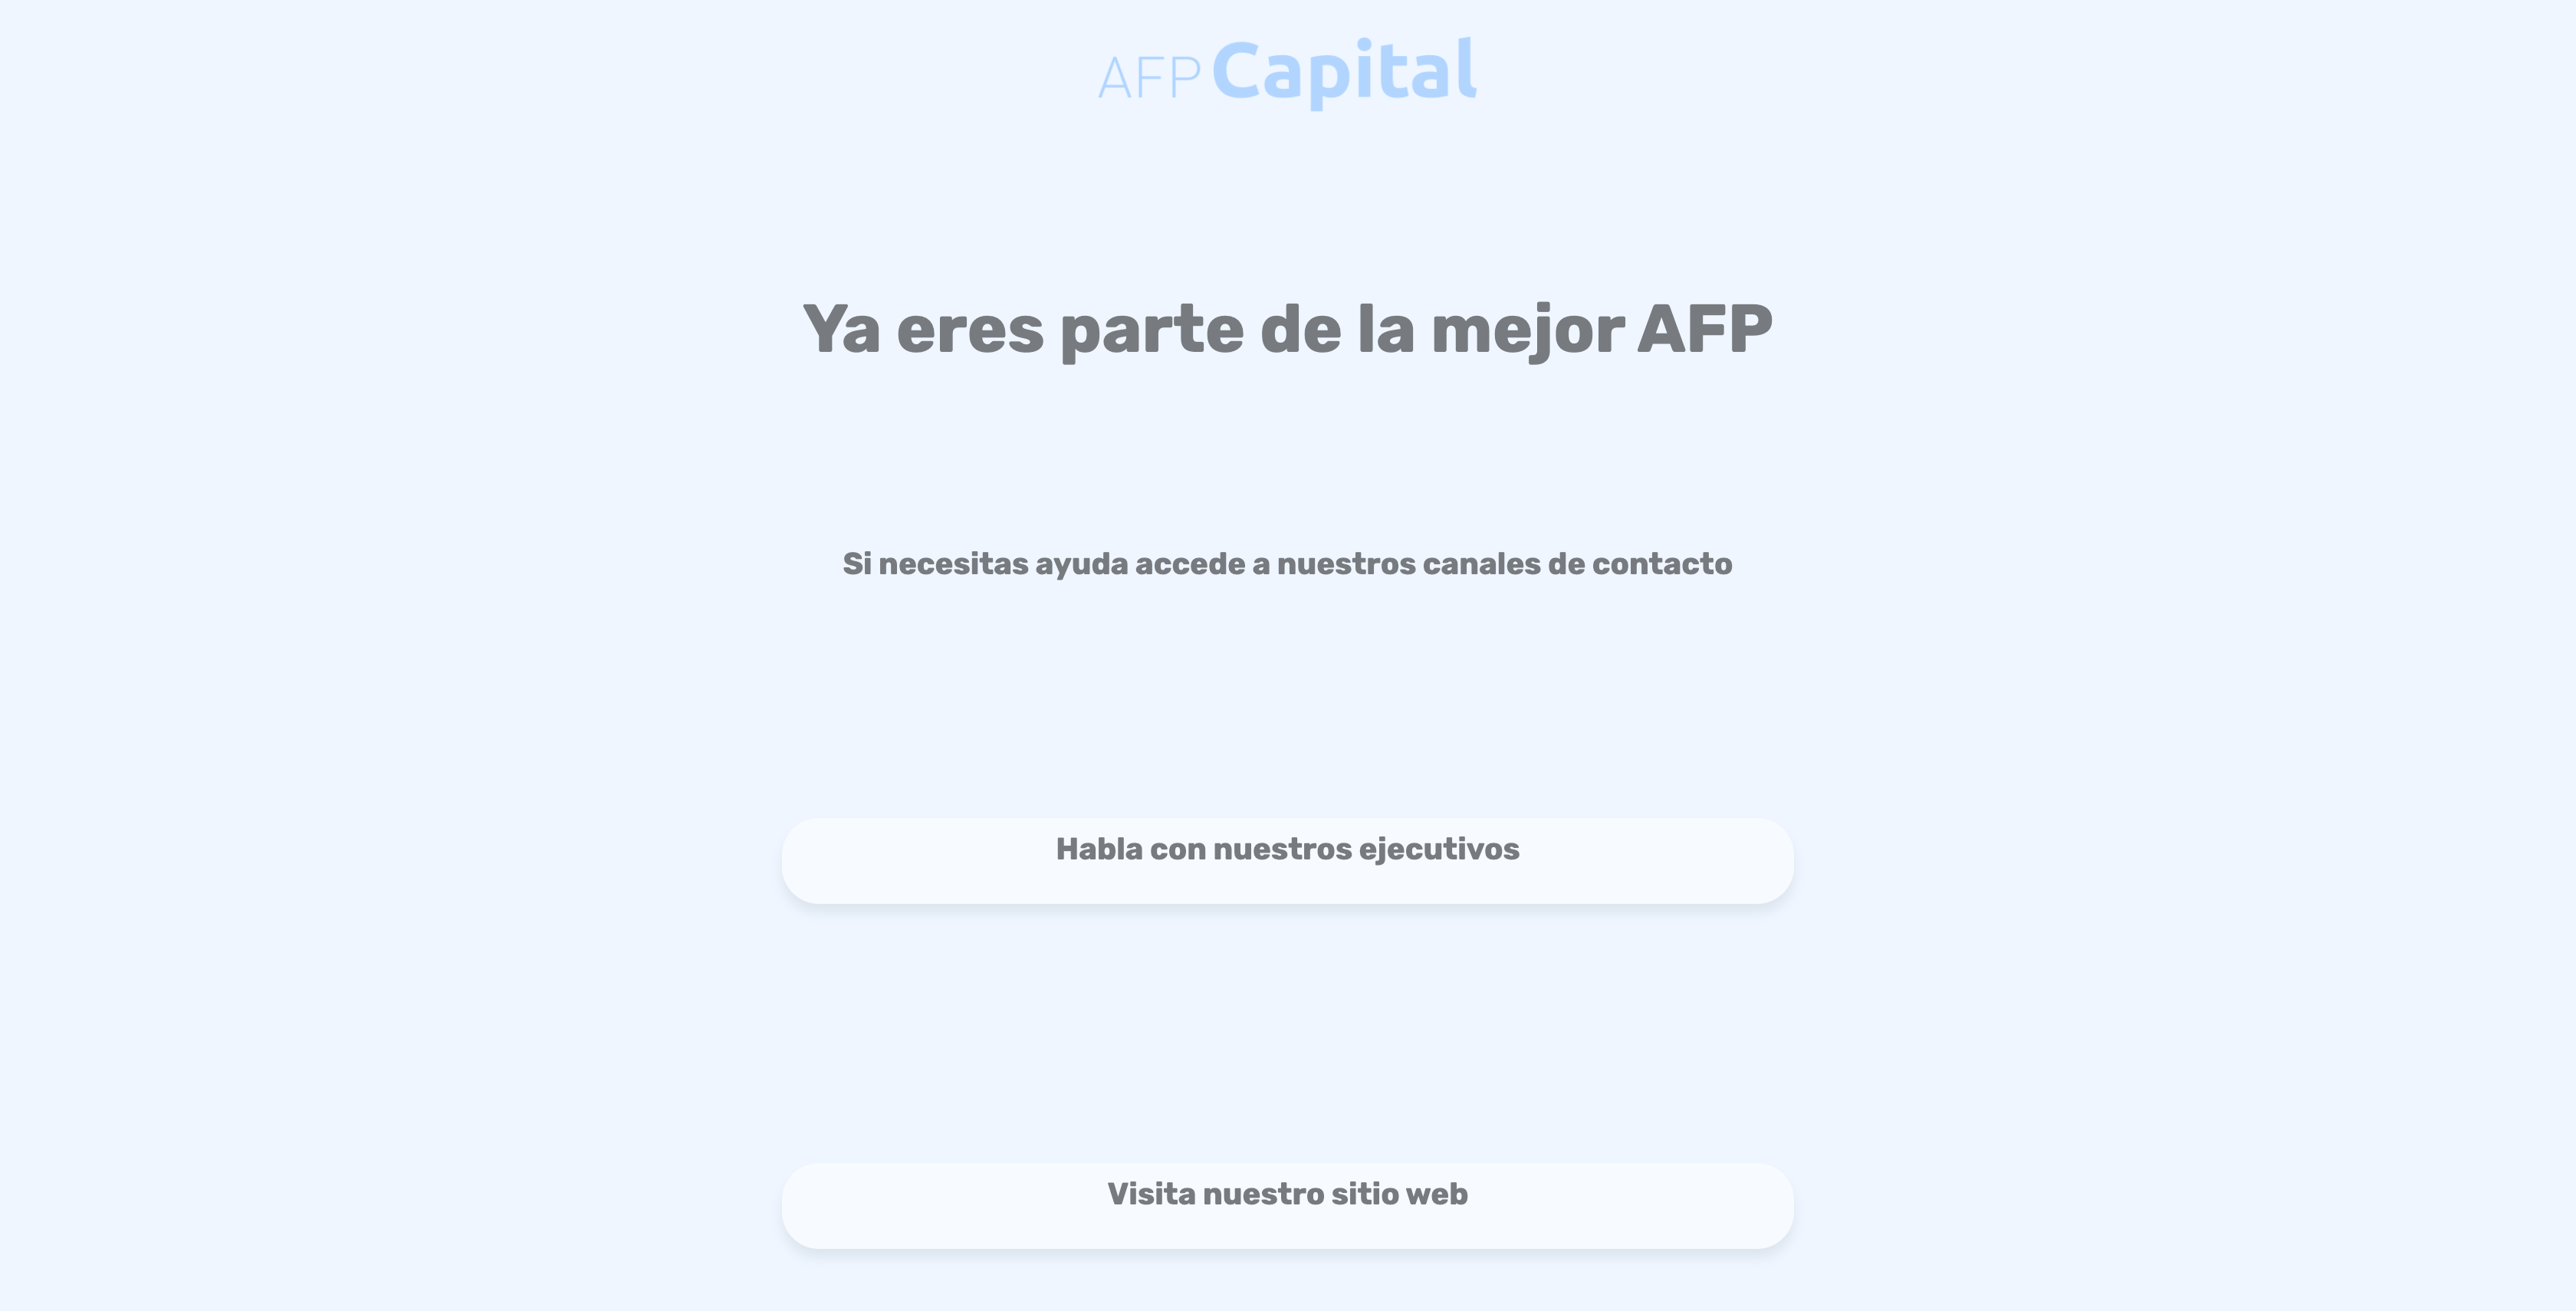 AFP Capital
Ya eres parte de la mejor AFP
Si necesitas ayuda accede a nuestros canales de contacto
Habla con nuestros ejecutivos
Visita nuestro sitio web